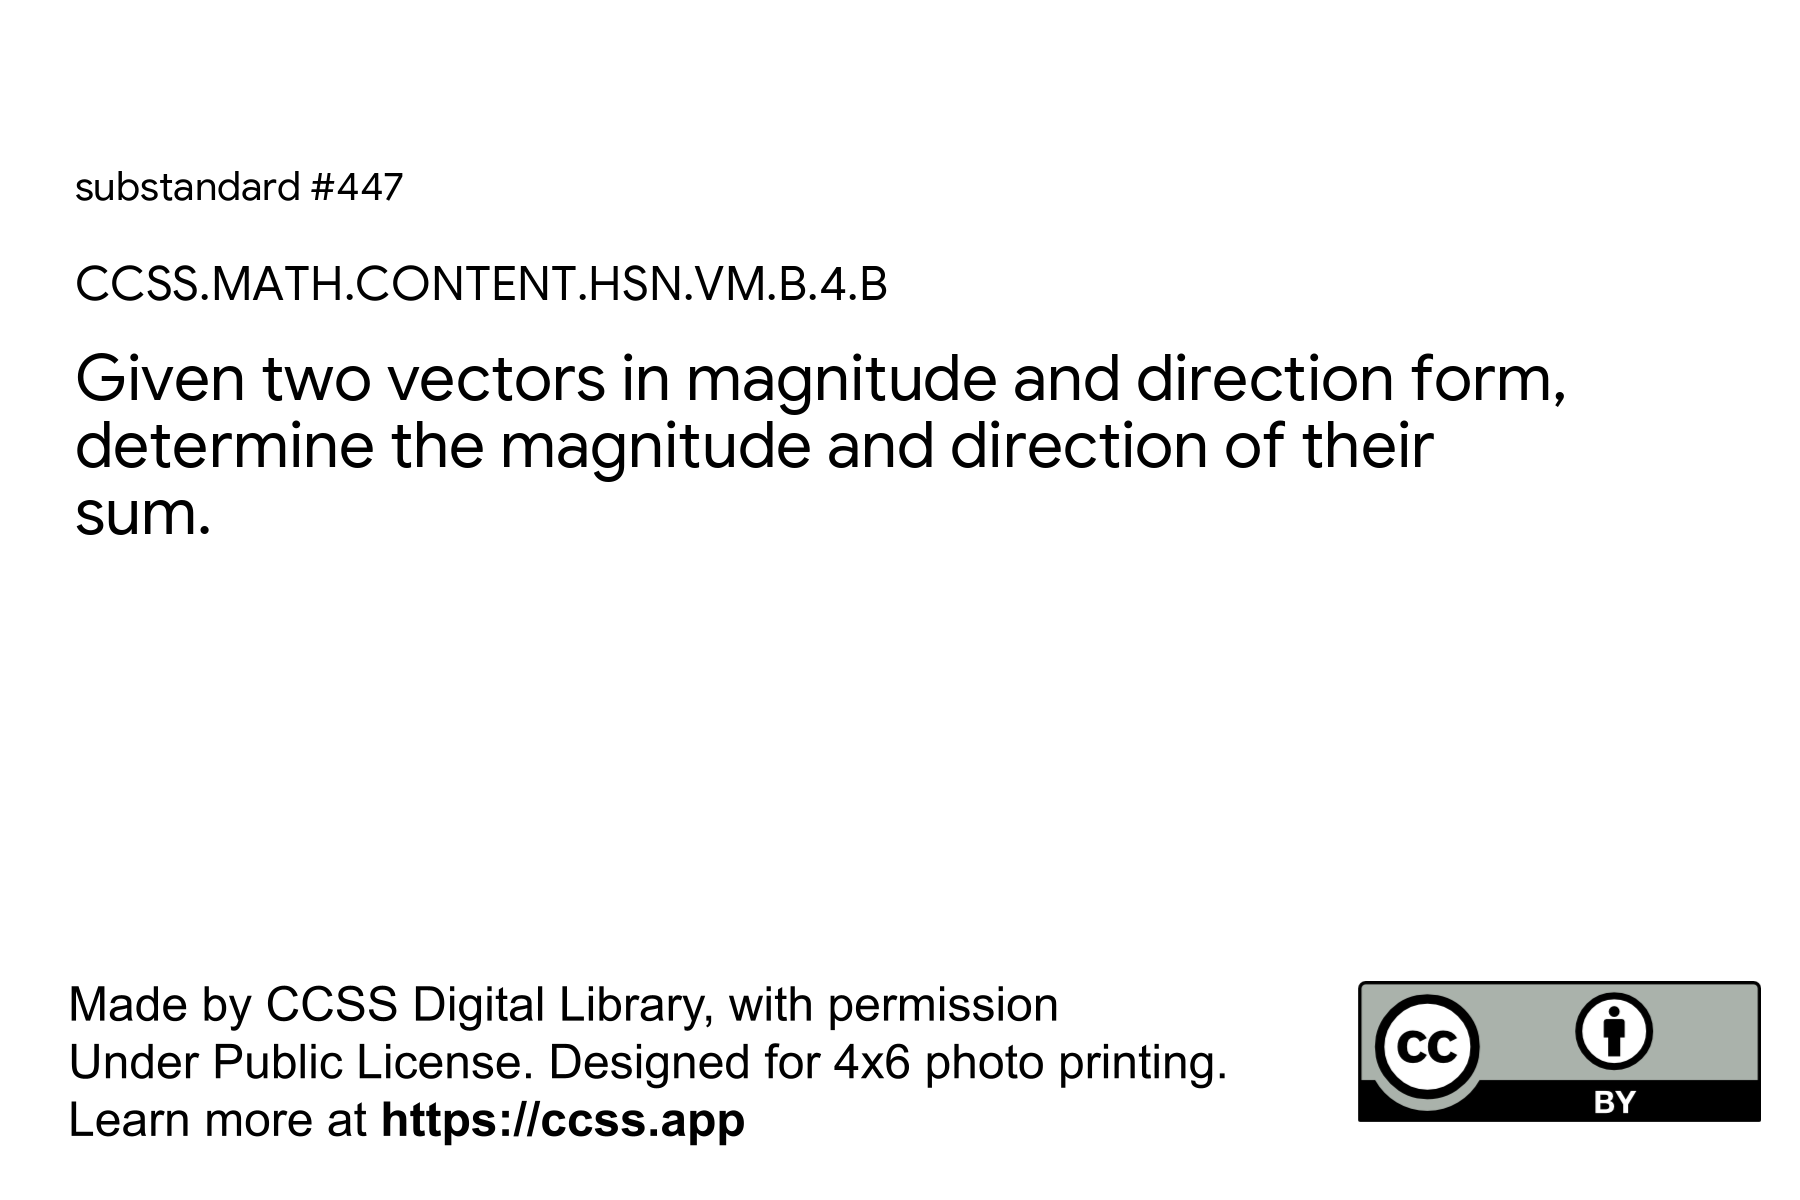 substandard #447
CCSS.MATH.CONTENT.HSN.VM.B.4.B
Given two vectors in magnitude and direction form,
determine the magnitude and direction of their
sum.
Made by CCSS Digital Library, with permission
Under Public License. Designed for 4x6 photo printing.
Learn more at https://ccss.app
CC
BY